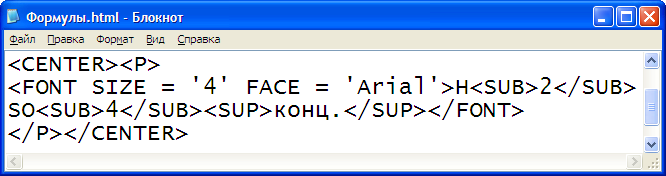 Формулы.html - Блокнот
Файл Правка Формат Вид Справка
<CENTER><P>
<FONT SIZE = '4' FACE = 'Arial'>H<SUB>2</SUB>
SO<SUB>4</SUB><SUP>конц.</SUP></FONT>
</P></CENTER>